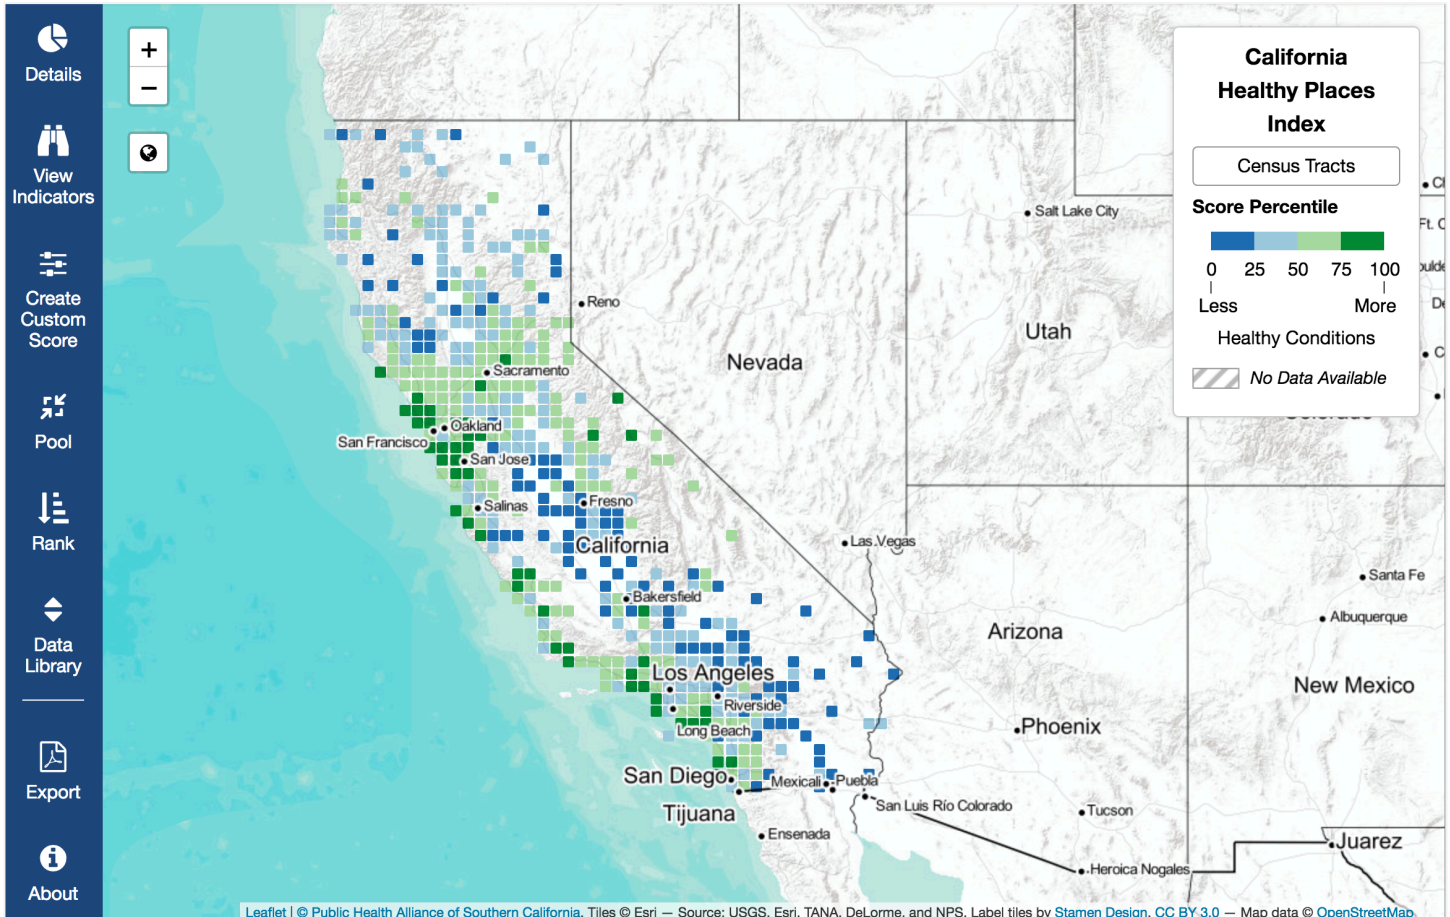 Details
View
Indicators
Create
Custom
Score
Pool
Rank
Data
Library
Export
About
+
−
California
Healthy Places
Index
Census Tracts
Score Percentile
0 25 50 75 100
Less More
Healthy Conditions
No Data Available
Salt Lake City
Reno
Utah
Nevada
Sacramento
Oakland
San Francisco
San Jose
Salinas
Fresno
California
Las Vegas
Bakersfield
Santa Fe
Albuquerque
Arizona
Los Angeles
New Mexico
Riverside
Phoenix
Long Beach
San Diego
Mexicali
Puebla
San Luis Río Colorado
Tijuana
Tucson
Ensenada
Juarez
Heroica Nogales
Leaflet | © Public Health Alliance of Southern California, Tiles © Esri — Source: USGS, Esri, TANA, DeLorme, and NPS, Label tiles by Stamen Design, CC BY 3.0 — Map data © OpenStreetMap